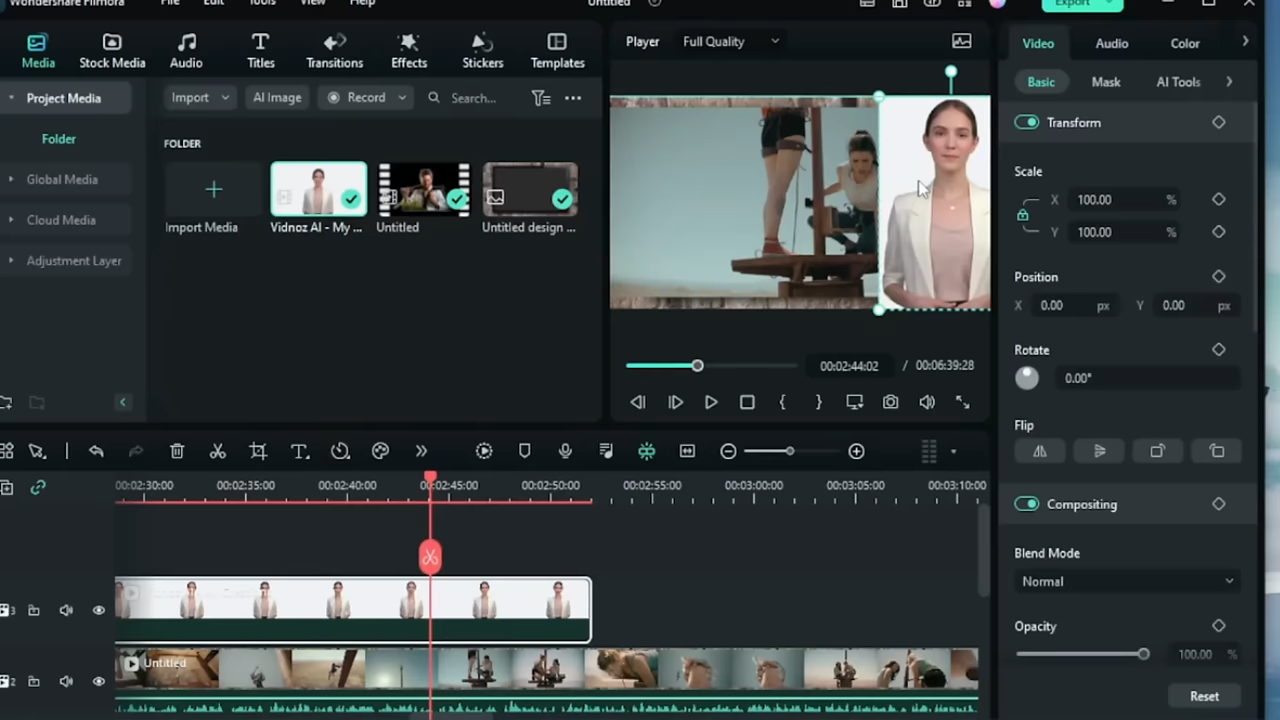 Wondershare Filmora File Edit Tools View Help Untitled Export
Media Stock Media Audio Titles Transitions Effects Stickers Templates
Project Media
Folder
Global Media
Cloud Media
Adjustment Layer
Import AI Image Record Search...
FOLDER
Import Media Vidnoz AI - My ... Untitled Untitled design ...
Player Full Quality
00:02:44:02 / 00:06:39:28
Video Audio Color
Basic Mask AI Tools
Transform
Scale
X 100.00 %
Y 100.00 %
Position
X 0.00 px Y 0.00 px
Rotate
0.00°
Flip
Compositing
Blend Mode
Normal
Opacity
100.00 %
Reset
00:02:30:00 00:02:35:00 00:02:40:00 00:02:45:00 00:02:50:00 00:02:55:00 00:03:00:00 00:03:05:00 00:03:10:00
3
2
Untitled